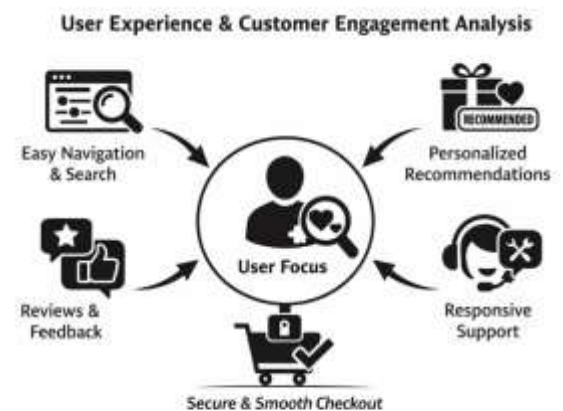 User Experience & Customer Engagement Analysis
Easy Navigation
& Search
RECOMMENDED
Personalized
Recommendations
User Focus
Reviews &
Feedback
Responsive
Support
Secure & Smooth Checkout